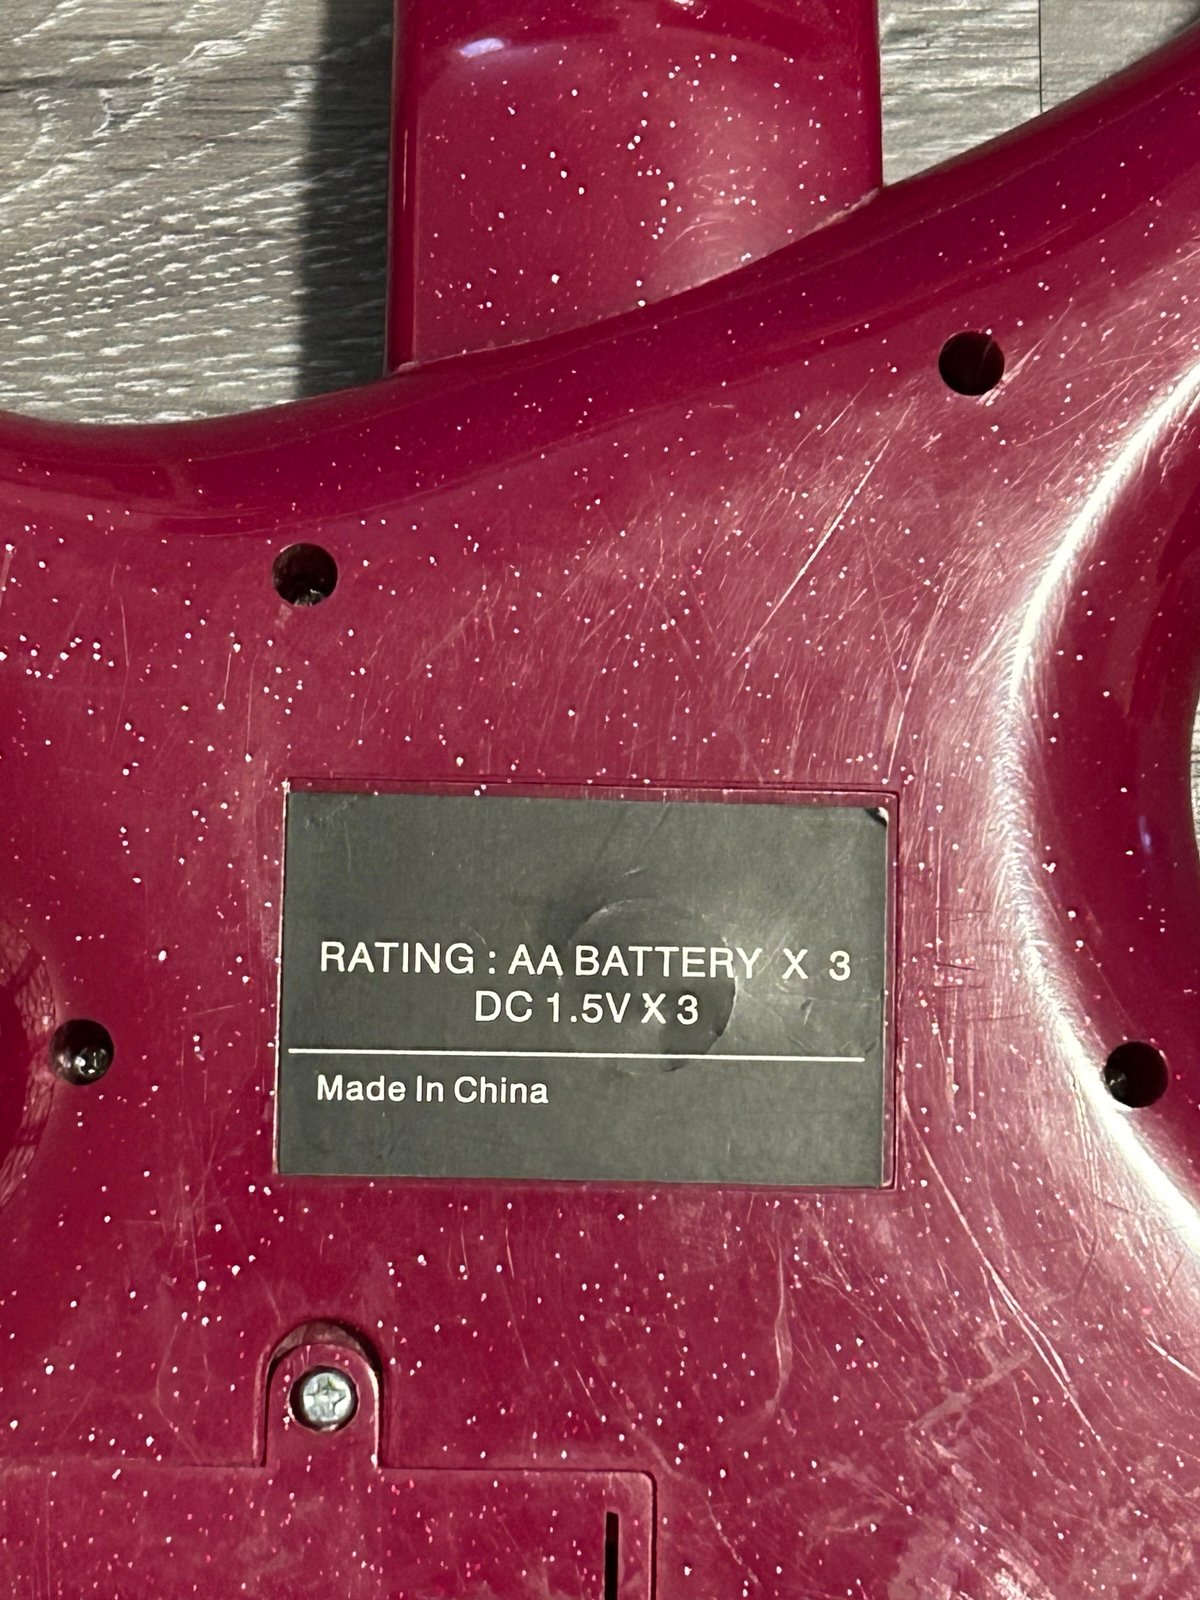 RATING : AA BATTERY X 3
DC 1.5V X 3
Made In China